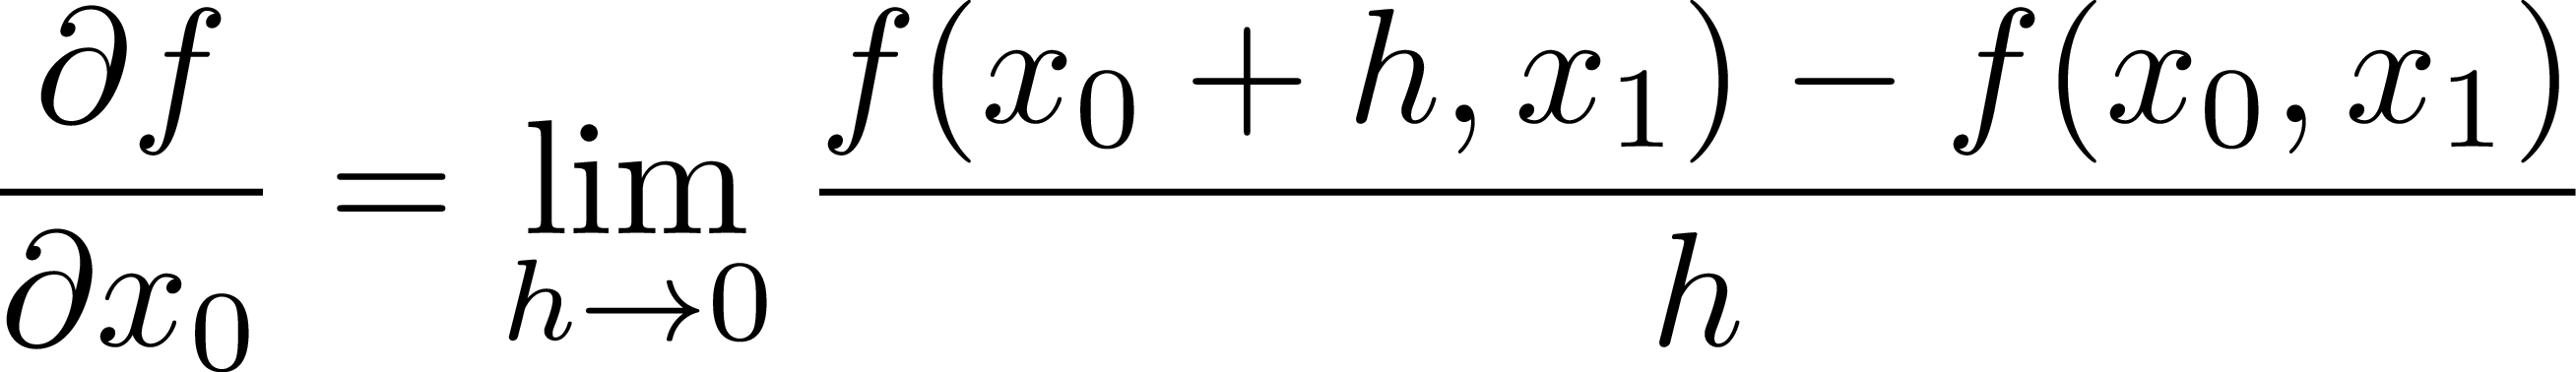 ∂f/∂x₀ = lim_{h→0} (f(x₀ + h, x₁) − f(x₀, x₁))/h